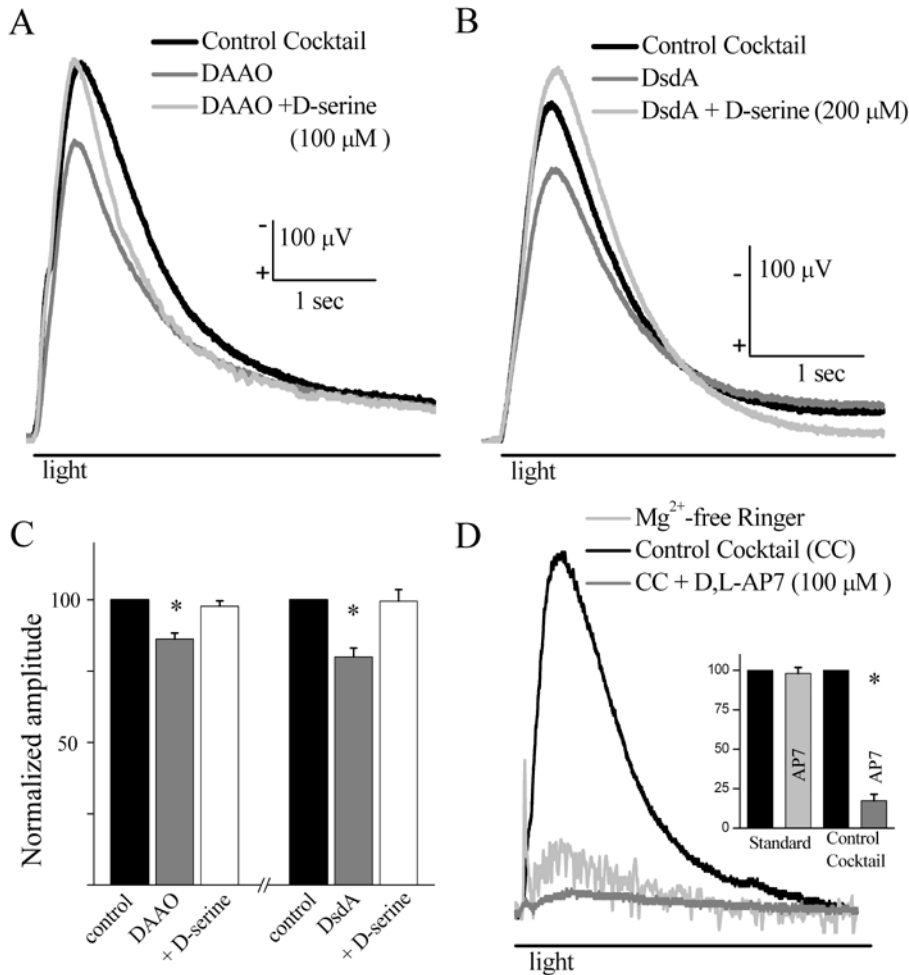 A
Control Cocktail
DAAO
DAAO +D-serine
(100 μM )
-
100 μV
+
1 sec
light
B
Control Cocktail
DsdA
DsdA + D-serine (200 μM)
-
100 μV
+
1 sec
light
C
Normalized amplitude
100
50
control
DAAO
+ D-serine
control
DsdA
+ D-serine
D
Mg2+-free Ringer
Control Cocktail (CC)
CC + D,L-AP7 (100 μM )
100
75
50
25
0
AP7
*
AP7
Standard
Control
Cocktail
light
*
*